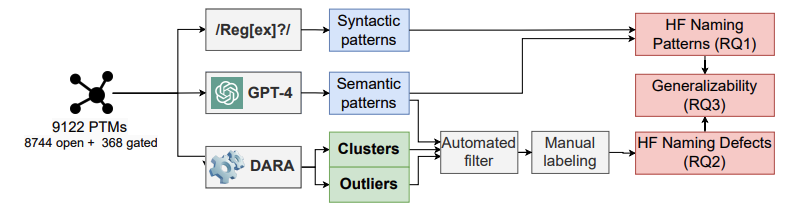 /Reg[ex]?/
Syntactic
patterns
HF Naming
Patterns (RQ1)
GPT-4
Semantic
patterns
Generalizability
(RQ3)
9122 PTMs
8744 open + 368 gated
DARA
Clusters
Outliers
Automated
filter
Manual
labeling
HF Naming Defects
(RQ2)